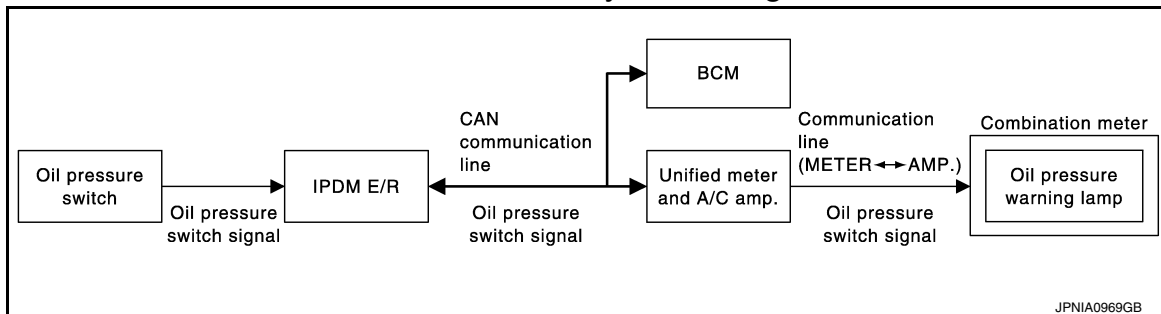 BCM
CAN
communication
line
Communication
line
(METER ↔ AMP.)
Combination meter
Oil pressure
switch
IPDM E/R
Unified meter
and A/C amp.
Oil pressure
warning lamp
Oil pressure
switch signal
Oil pressure
switch signal
Oil pressure
switch signal
JPNIA0969GB